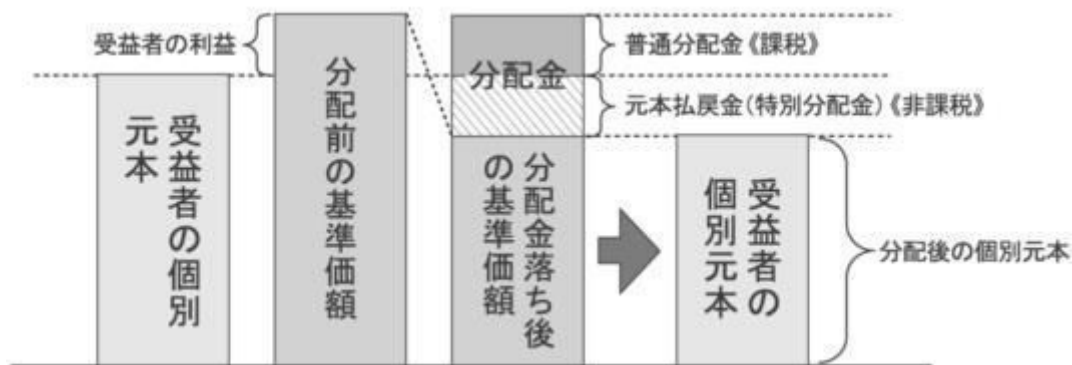 受益者の利益
受益者の個別
元本
分配前の基準価額
分配金
分配金落ち後
の基準価額
普通分配金《課税》
元本払戻金(特別分配金)《非課税》
受益者の
個別元本
分配後の個別元本